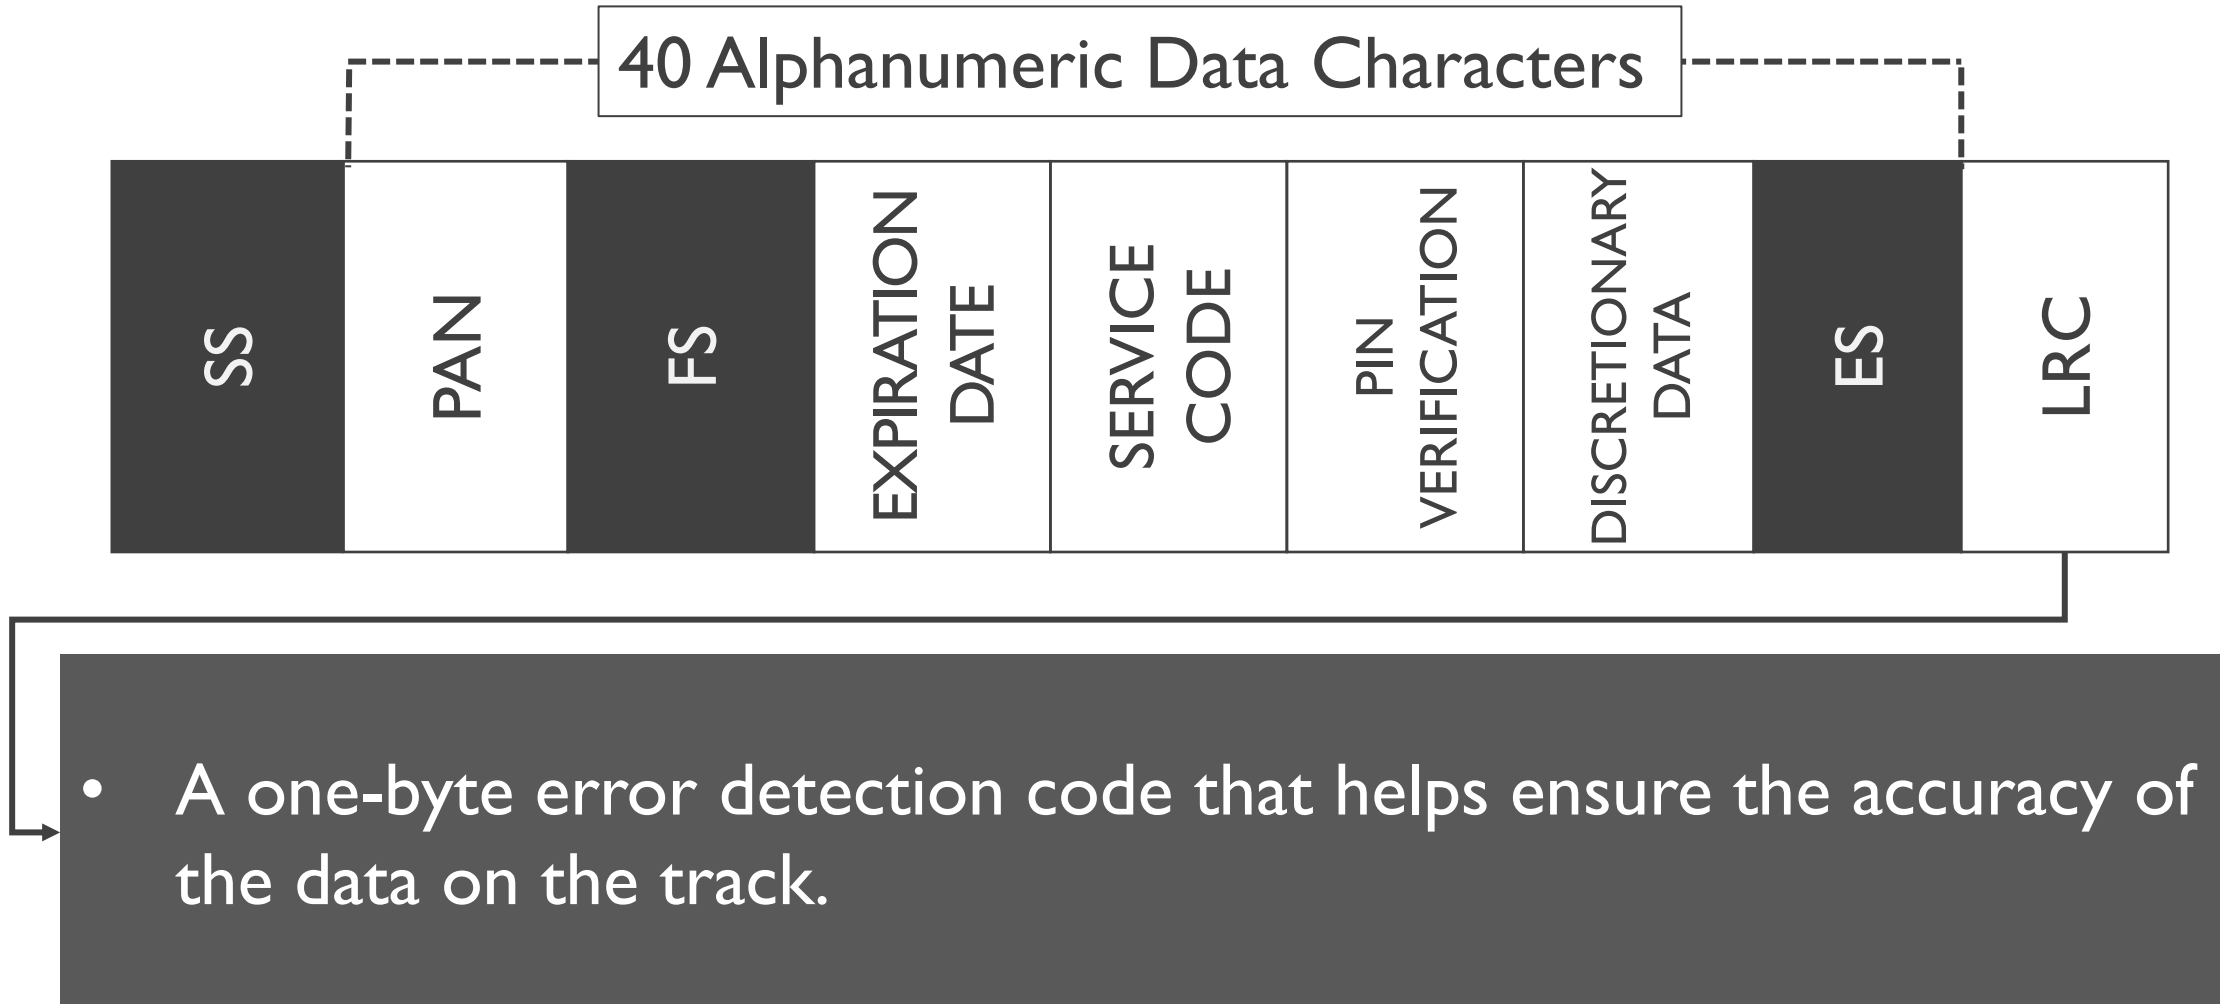 40 Alphanumeric Data Characters
SS
PAN
FS
EXPIRATION
DATE
SERVICE
CODE
PIN
VERIFICATION
DISCRETIONARY
DATA
ES
LRC
• A one-byte error detection code that helps ensure the accuracy of
the data on the track.